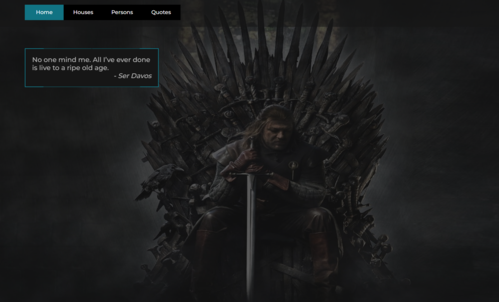 Home Houses Persons Quotes
No one mind me. All I've ever done
is live to a ripe old age.
- Ser Davos